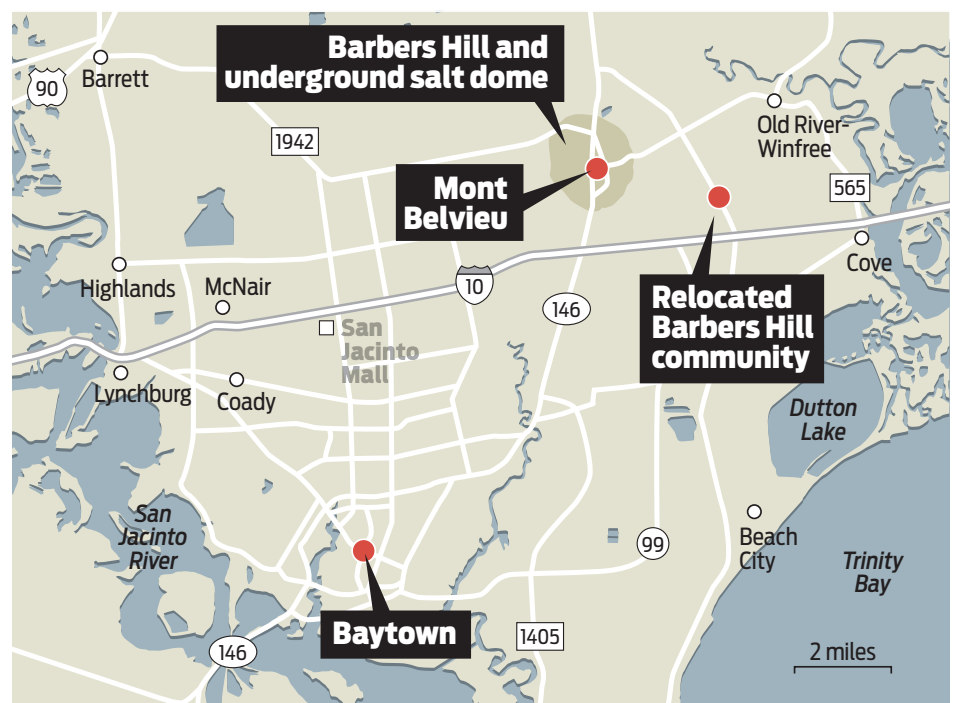 Barbers Hill and
underground salt dome
90
Barrett
1942
Old River-
Winfree
Mont
Belvieu
565
Cove
Highlands
McNair
10
146
Relocated
Barbers Hill
community
San
Jacinto
Mall
Lynchburg
Coady
Dutton
Lake
San
Jacinto
River
99
Beach
City
Trinity
Bay
Baytown
1405
146
2 miles